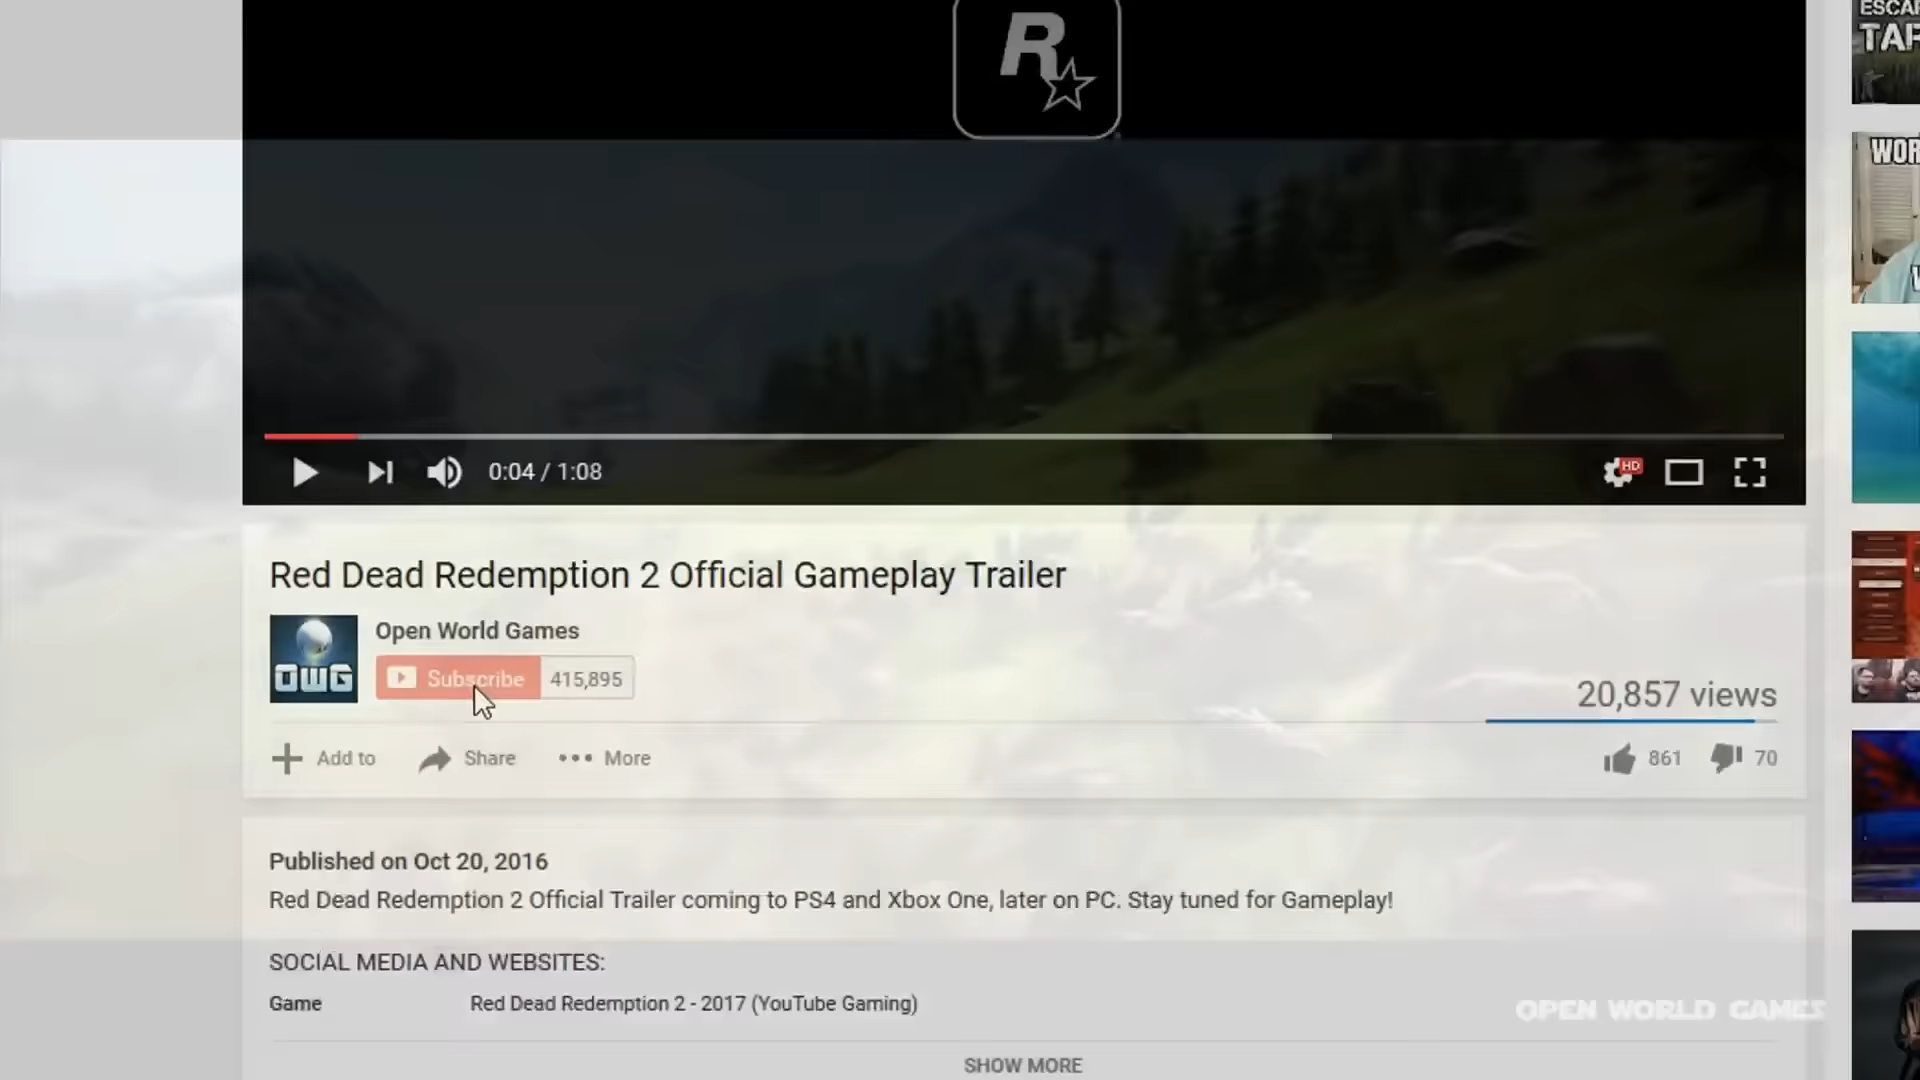 R
ESCAP
TAR
WOR
0:04 / 1:08
HD
Red Dead Redemption 2 Official Gameplay Trailer
OWG
Open World Games
Subscribe 415,895
20,857 views
Add to Share More
861 70
Published on Oct 20, 2016
Red Dead Redemption 2 Official Trailer coming to PS4 and Xbox One, later on PC. Stay tuned for Gameplay!
SOCIAL MEDIA AND WEBSITES:
Game Red Dead Redemption 2 - 2017 (YouTube Gaming)
OPEN WORLD GAMES
SHOW MORE